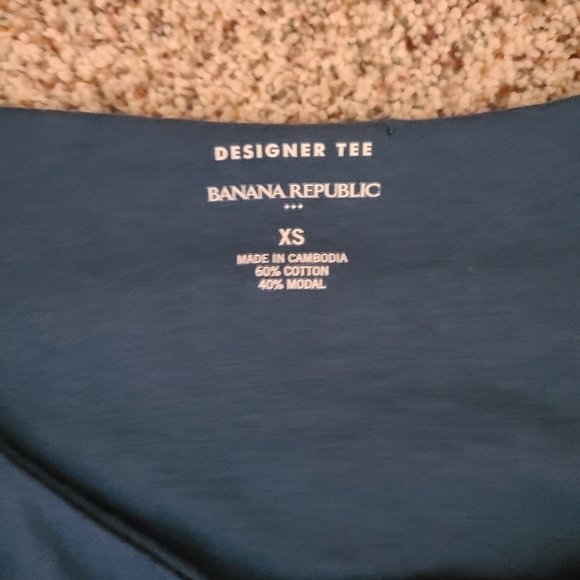 DESIGNER TEE
BANANA REPUBLIC
XS
MADE IN CAMBODIA
60% COTTON
40% MODAL